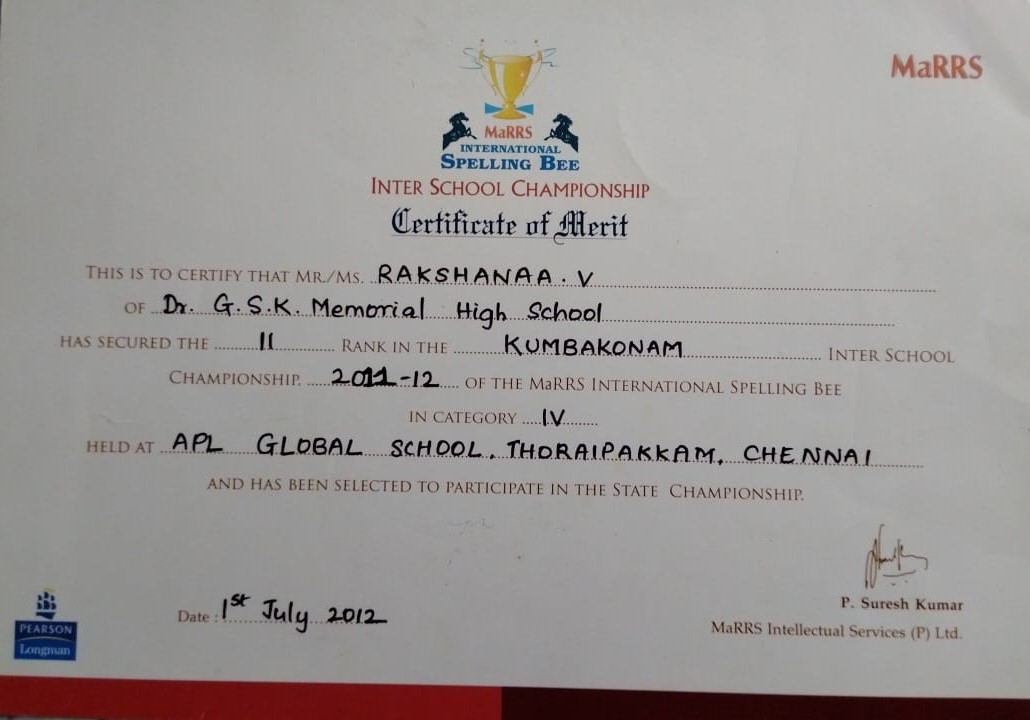 MaRRS
MaRRS
INTERNATIONAL
SPELLING BEE
INTER SCHOOL CHAMPIONSHIP
Certificate of Merit
THIS IS TO CERTIFY THAT MR./MS. RAKSHANAA. V
OF Dr. G.S.K. Memorial High School
HAS SECURED THE II RANK IN THE KUMBAKONAM INTER SCHOOL
CHAMPIONSHIP. 2011-12 OF THE MARRS INTERNATIONAL SPELLING BEE
IN CATEGORY IV
HELD AT APL GLOBAL SCHOOL, THORAIPAKKAM, CHENNAI
AND HAS BEEN SELECTED TO PARTICIPATE IN THE STATE CHAMPIONSHIP.
P. Suresh Kumar
MaRRS Intellectual Services (P) Ltd.
Date : 1st July 2012
PEARSON
Longman